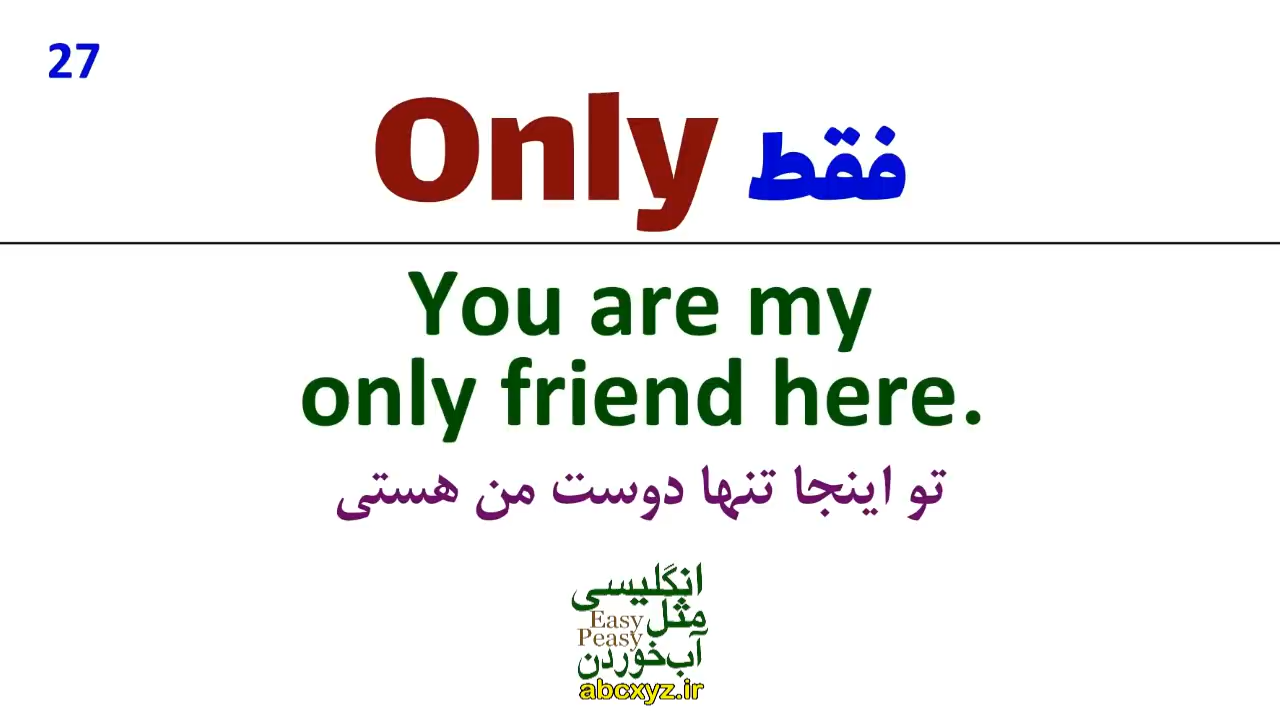 27
Only فقط
You are my
only friend here.
تو اینجا تنها دوست من هستی
انگلیسی
مثل Easy
Peasy
آب‌خوردن
abcxyz.ir